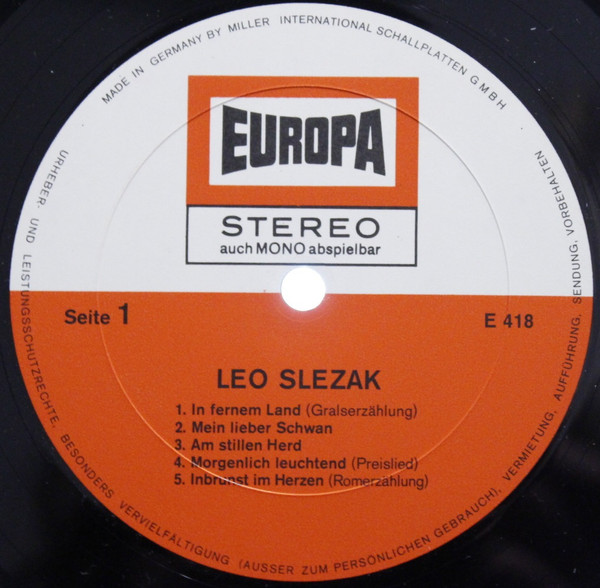 MADE IN GERMANY BY MILLER INTERNATIONAL SCHALLPLATTEN GMBH
EUROPA
STEREO
auch MONO abspielbar
Seite 1
E 418
LEO SLEZAK
1. In fernem Land (Gralserzählung)
2. Mein lieber Schwan
3. Am stillen Herd
4. Morgenlich leuchtend (Preislied)
5. Inbrunst im Herzen (Romerzählung)
URHEBER- UND LEISTUNGSSCHUTZRECHTE, BESONDERS VERVIELFÄLTIGUNG (AUSSER ZUM PERSÖNLICHEN GEBRAUCH), VERMIETUNG, AUFFÜHRUNG, SENDUNG, VORBEHALTEN